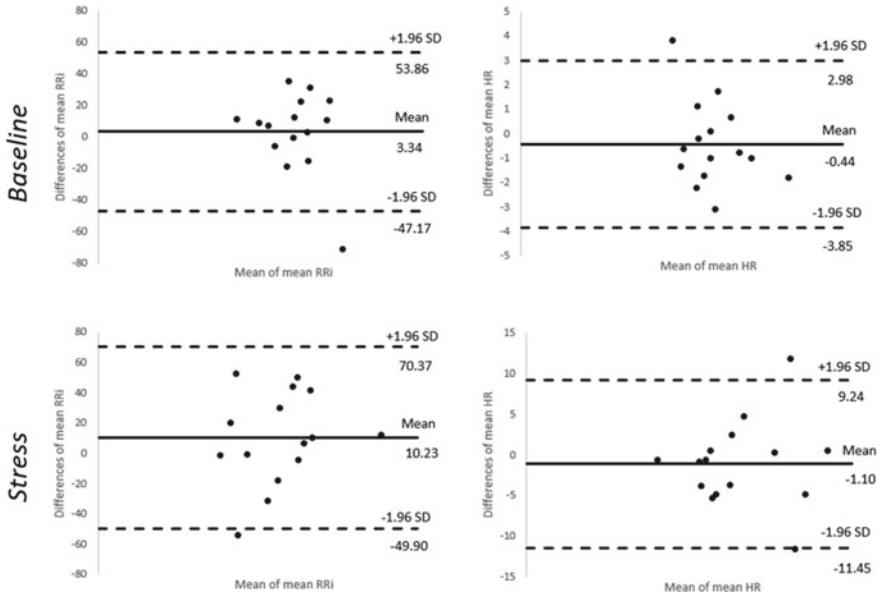 Baseline
Differences of mean RRi
80
60
40
20
0
-20
-40
-60
-80
+1.96 SD
53.86
Mean
3.34
-1.96 SD
-47.17
Mean of mean RRi
Differences of mean HR
5
4
3
2
1
0
-1
-2
-3
-4
-5
+1.96 SD
2.98
Mean
-0.44
-1.96 SD
-3.85
Mean of mean HR
Stress
Differences of mean RRi
80
60
40
20
0
-20
-40
-60
-80
+1.96 SD
70.37
Mean
10.23
-1.96 SD
-49.90
Mean of mean RRi
Differences of mean HR
15
10
5
0
-5
-10
-15
+1.96 SD
9.24
Mean
-1.10
-1.96 SD
-11.45
Mean of mean HR